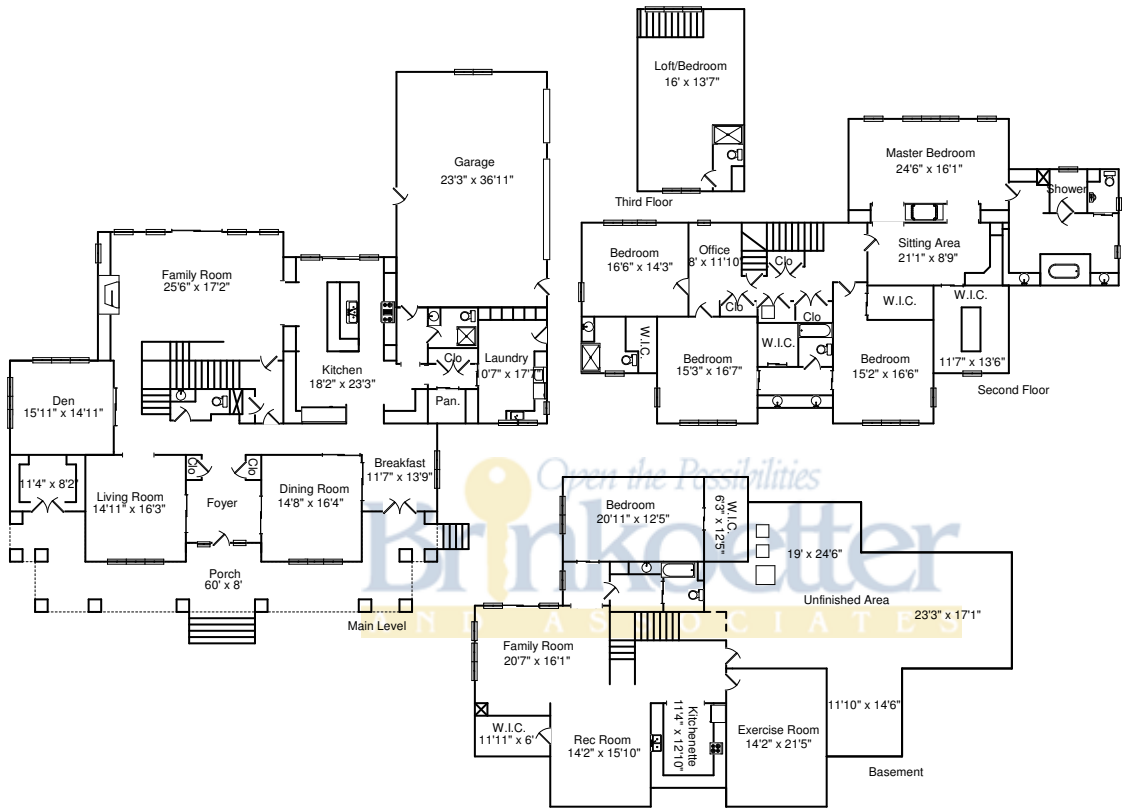 Loft/Bedroom
16' x 13'7"
Third Floor
Garage
23'3" x 36'11"
Family Room
25'6" x 17'2"
Kitchen
18'2" x 23'3"
Clo
Pan.
Laundry
10'7" x 17'7"
Den
15'11" x 14'11"
11'4" x 8'2"
Living Room
14'11" x 16'3"
Clo
Clo
Foyer
Dining Room
14'8" x 16'4"
Breakfast
11'7" x 13'9"
Porch
60' x 8'
Main Level
Master Bedroom
24'6" x 16'1"
Shower
Sitting Area
21'1" x 8'9"
Bedroom
16'6" x 14'3"
Office
8' x 11'10"
Clo
Clo
Clo
W.I.C.
W.I.C.
W.I.C.
W.I.C.
11'7" x 13'6"
Bedroom
15'3" x 16'7"
Bedroom
15'2" x 16'6"
Second Floor
Open the Possibilities
Brinkoetter
AND ASSOCIATES
Bedroom
20'11" x 12'5"
W.I.C.
6'3" x 12'5"
19' x 24'6"
Unfinished Area
23'3" x 17'1"
Family Room
20'7" x 16'1"
W.I.C.
11'11" x 6'
Rec Room
14'2" x 15'10"
Kitchenette
11'4" x 12'10"
Exercise Room
14'2" x 21'5"
11'10" x 14'6"
Basement